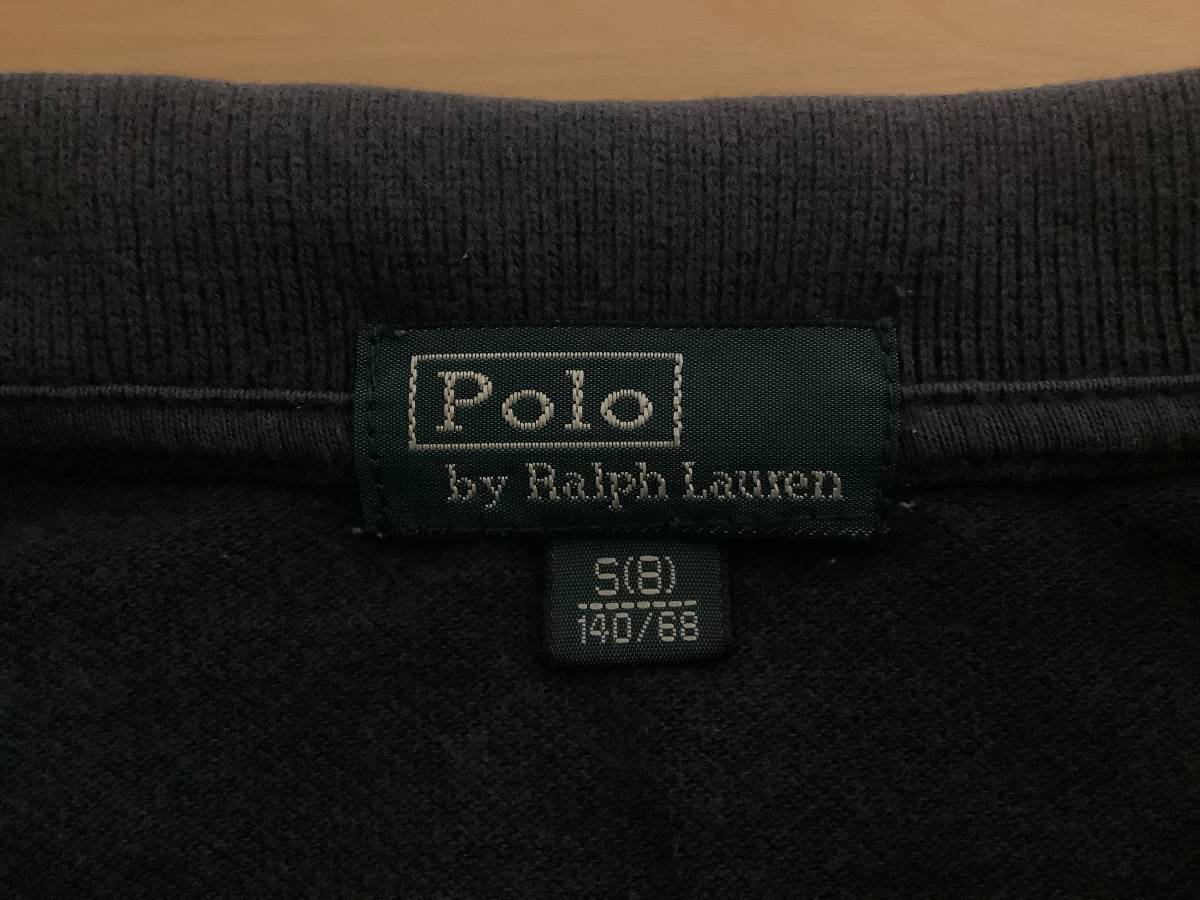 Polo
by Ralph Lauren
S(8)
140/68